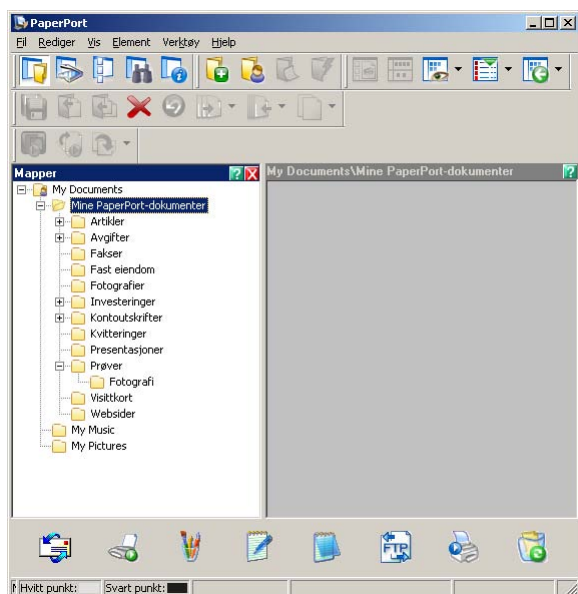 PaperPort
Fil Rediger Vis Element Verktøy Hjelp
Mapper
My Documents\Mine PaperPort-dokumenter
My Documents
Mine PaperPort-dokumenter
Artikler
Avgifter
Fakser
Fast eiendom
Fotografier
Investeringer
Kontoutskrifter
Kvitteringer
Presentasjoner
Prøver
Fotografi
Visittkort
Websider
My Music
My Pictures
FTP
Hvitt punkt: Svart punkt: